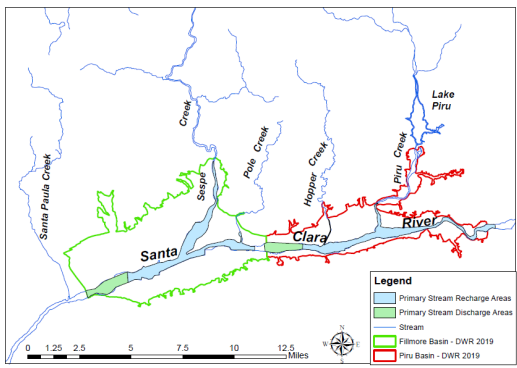 Lake
Piru
Creek
Pole Creek
Hopper Creek
Piru Creek
Santa Paula Creek
Sespe
Santa
Clara
River
Legend
Primary Stream Recharge Areas
Primary Stream Discharge Areas
Stream
Fillmore Basin - DWR 2019
Piru Basin - DWR 2019
0 1.25 2.5 5 7.5 10 12.5
Miles
N
W E
S